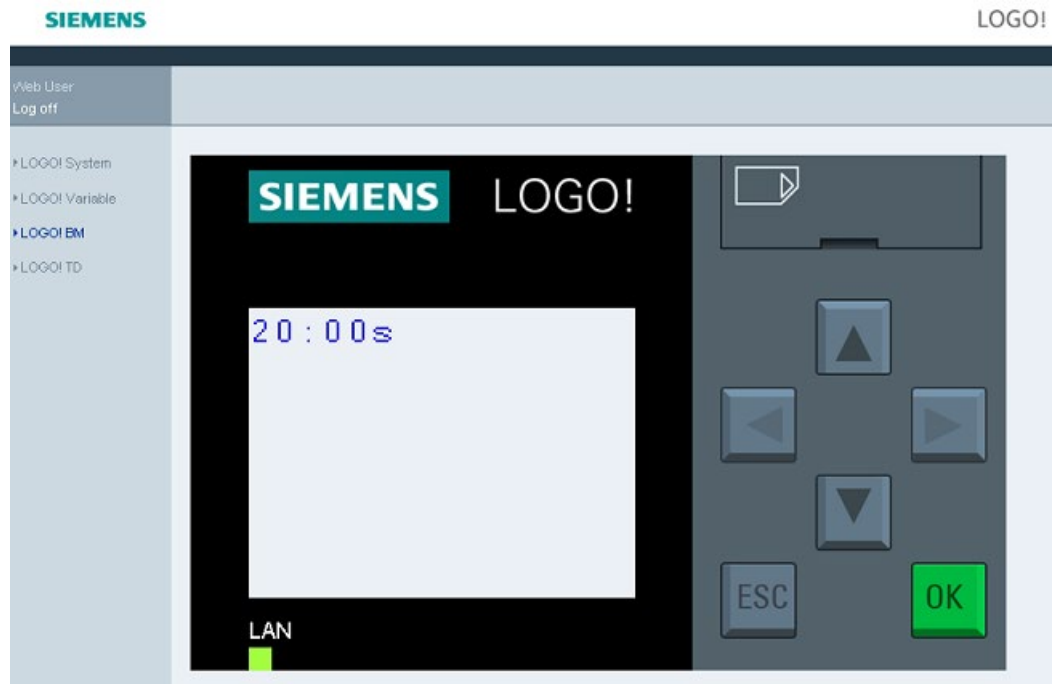 SIEMENS
LOGO!
Web User
Log off
LOGO! System
LOGO! Variable
LOGO! BM
LOGO! TD
SIEMENS LOGO!
20:00s
ESC
OK
LAN